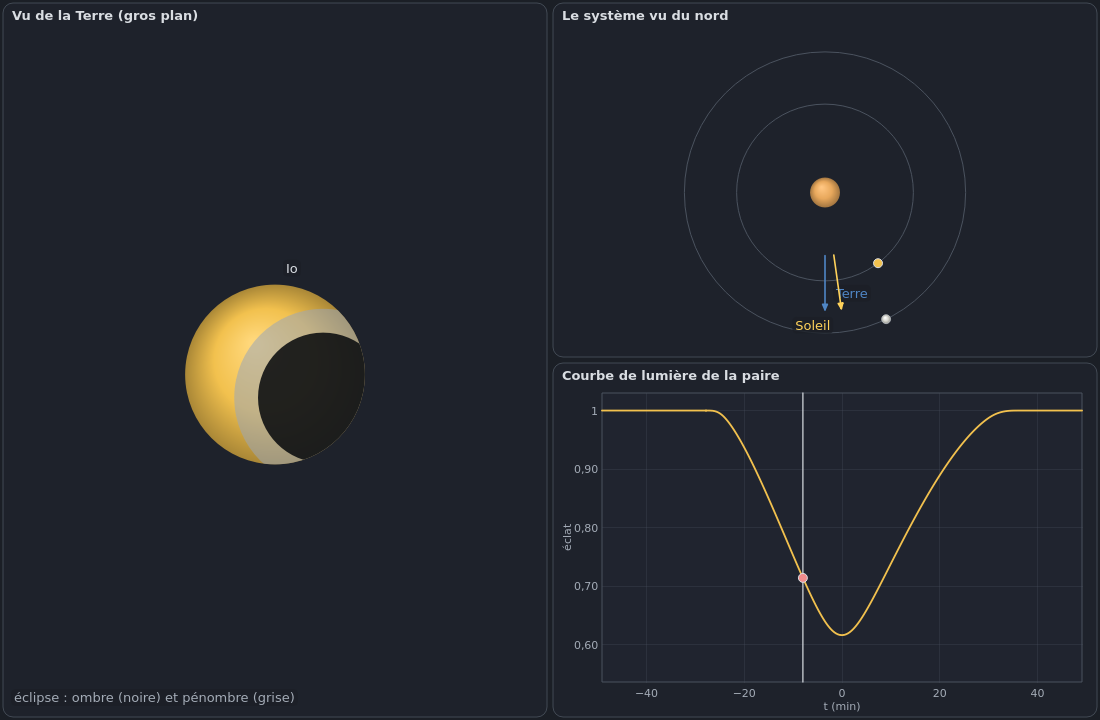 Vu de la Terre (gros plan)
Io
éclipse : ombre (noire) et pénombre (grise)
Le système vu du nord
Terre
Soleil
Courbe de lumière de la paire
1
0,90
0,80
0,70
0,60
éclat
−40
−20
0
20
40
t (min)